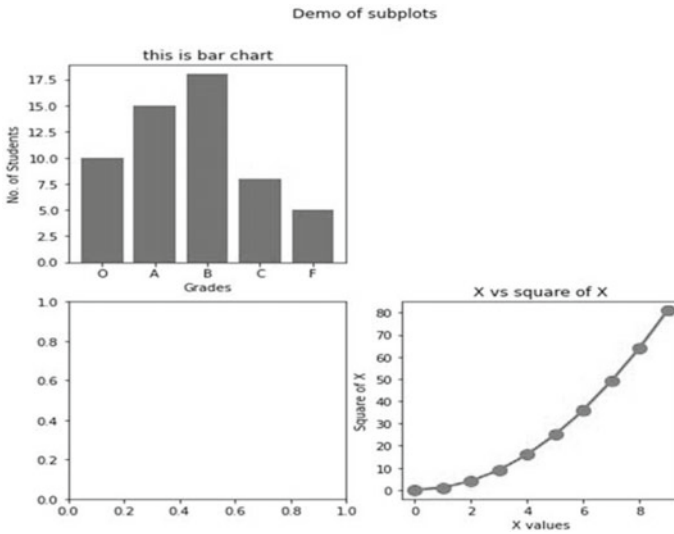 Demo of subplots
this is bar chart
17.5
15.0
12.5
10.0
7.5
5.0
2.5
0.0
No. of Students
O A B C F
Grades
1.0
0.8
0.6
0.4
0.2
0.0
0.0 0.2 0.4 0.6 0.8 1.0
X vs square of X
80
70
60
50
40
30
20
10
0
Square of X
0 2 4 6 8
X values